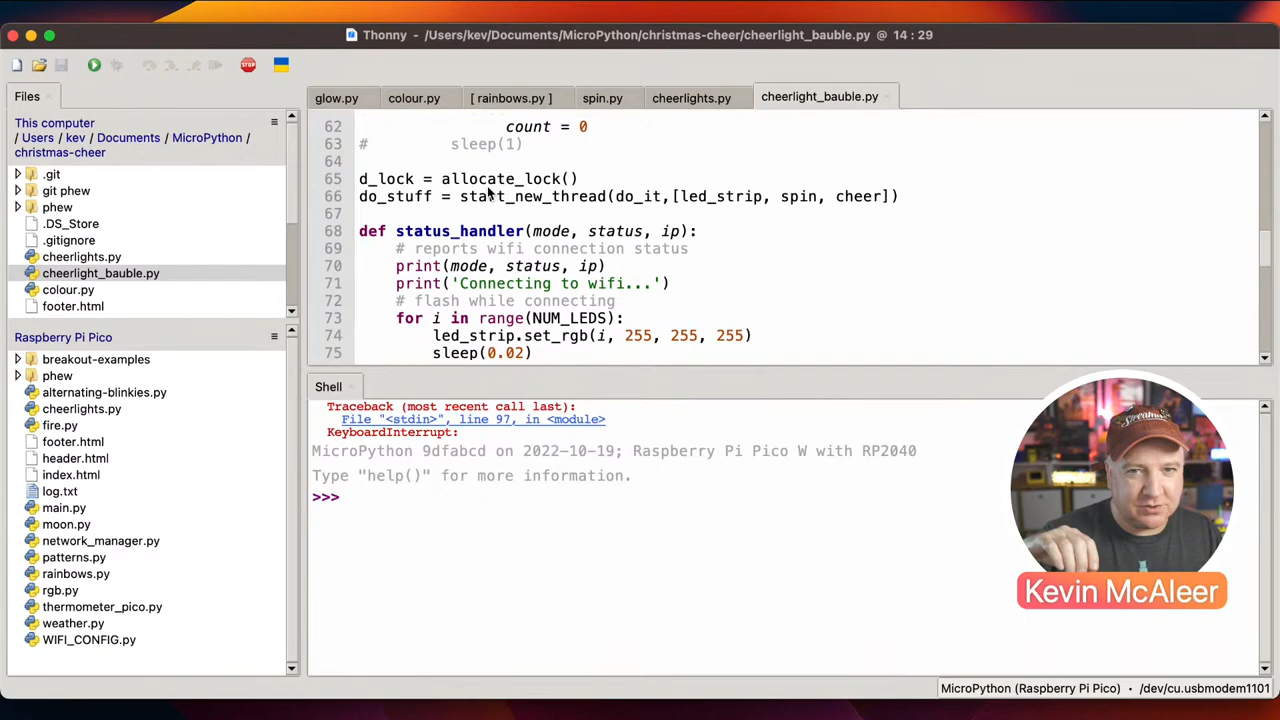 Thonny - /Users/kev/Documents/MicroPython/christmas-cheer/cheerlight_bauble.py @ 14 : 29
STOP
Files
glow.py
colour.py
[ rainbows.py ]
spin.py
cheerlights.py
cheerlight_bauble.py
This computer
/ Users / kev / Documents / MicroPython /
christmas-cheer
.git
git phew
phew
.DS_Store
.gitignore
cheerlights.py
cheerlight_bauble.py
colour.py
footer.html
Raspberry Pi Pico
breakout-examples
phew
alternating-blinkies.py
cheerlights.py
fire.py
footer.html
header.html
index.html
log.txt
main.py
moon.py
network_manager.py
patterns.py
rainbows.py
rgb.py
thermometer_pico.py
weather.py
WIFI_CONFIG.py
62 count = 0
63 # sleep(1)
64
65 d_lock = allocate_lock()
66 do_stuff = start_new_thread(do_it,[led_strip, spin, cheer])
67
68 def status_handler(mode, status, ip):
69 # reports wifi connection status
70 print(mode, status, ip)
71 print('Connecting to wifi...')
72 # flash while connecting
73 for i in range(NUM_LEDS):
74 led_strip.set_rgb(i, 255, 255, 255)
75 sleep(0.02)
Shell
Traceback (most recent call last):
File "<stdin>", line 97, in <module>
KeyboardInterrupt:
MicroPython 9dfabcd on 2022-10-19; Raspberry Pi Pico W with RP2040
Type "help()" for more information.
>>>
Kevin McAleer
MicroPython (Raspberry Pi Pico) · /dev/cu.usbmodem1101